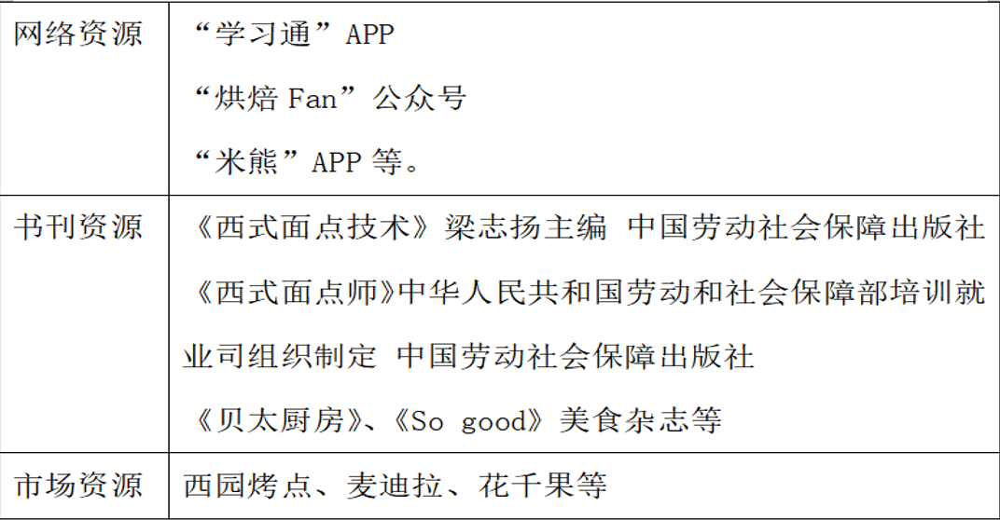 网络资源
“学习通”APP
“烘焙 Fan”公众号
“米熊”APP 等。
书刊资源
《西式面点技术》梁志扬主编 中国劳动社会保障出版社
《西式面点师》中华人民共和国劳动和社会保障部培训就
业司组织制定 中国劳动社会保障出版社
《贝太厨房》、《So good》美食杂志等
市场资源
西园烤点、麦迪拉、花千果等